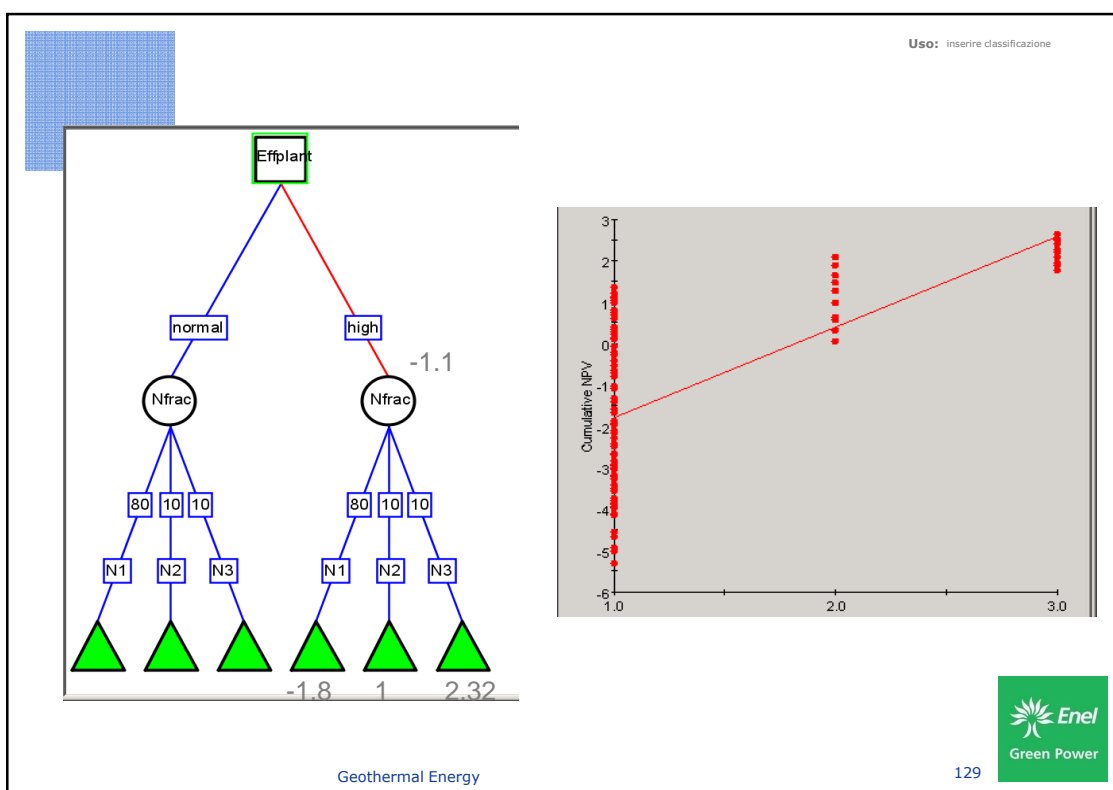 Uso: inserire classificazione
Effplant
normal
high
-1.1
Nfrac
Nfrac
80 10 10
80 10 10
N1 N2 N3
N1 N2 N3
-1.8 1 2.32
Cumulative NPV
3
2
1
0
-1
-2
-3
-4
-5
-6
1.0 2.0 3.0
Enel
Green Power
Geothermal Energy
129